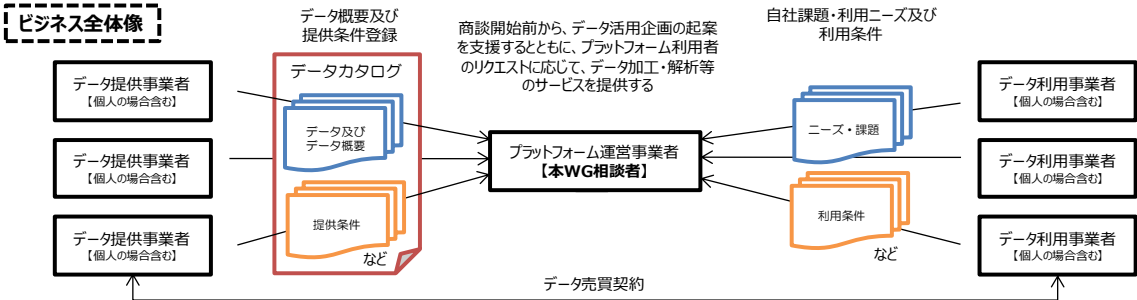 ビジネス全体像
データ概要及び
提供条件登録
商談開始前から、データ活用企画の起案
を支援するとともに、プラットフォーム利用者
のリクエストに応じて、データ加工・解析等
のサービスを提供する
自社課題・利用ニーズ及び
利用条件
データ提供事業者
【個人の場合含む】
データ提供事業者
【個人の場合含む】
データ提供事業者
【個人の場合含む】
データカタログ
データ及び
データ概要
提供条件
など
プラットフォーム運営事業者
【本WG相談者】
ニーズ・課題
利用条件
など
データ利用事業者
【個人の場合含む】
データ利用事業者
【個人の場合含む】
データ利用事業者
【個人の場合含む】
データ売買契約